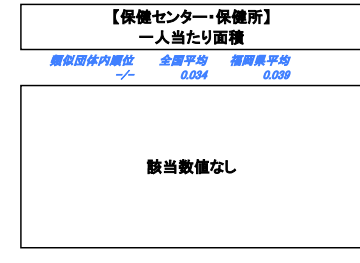 【保健センター・保健所】
一人当たり面積
類似団体内順位 全国平均 福岡県平均
-/- 0.034 0.039
該当数値なし